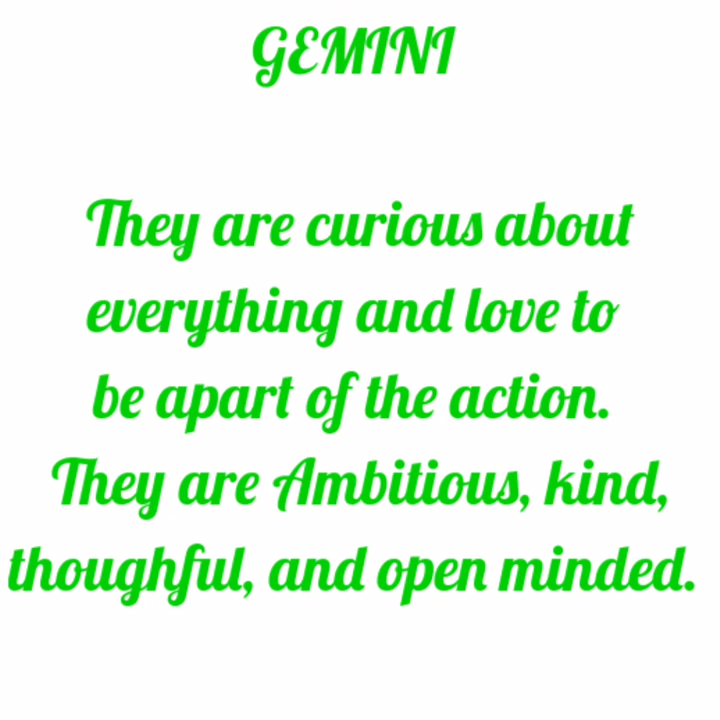 GEMINI
They are curious about
everything and love to
be apart of the action.
They are Ambitious, kind,
thoughful, and open minded.